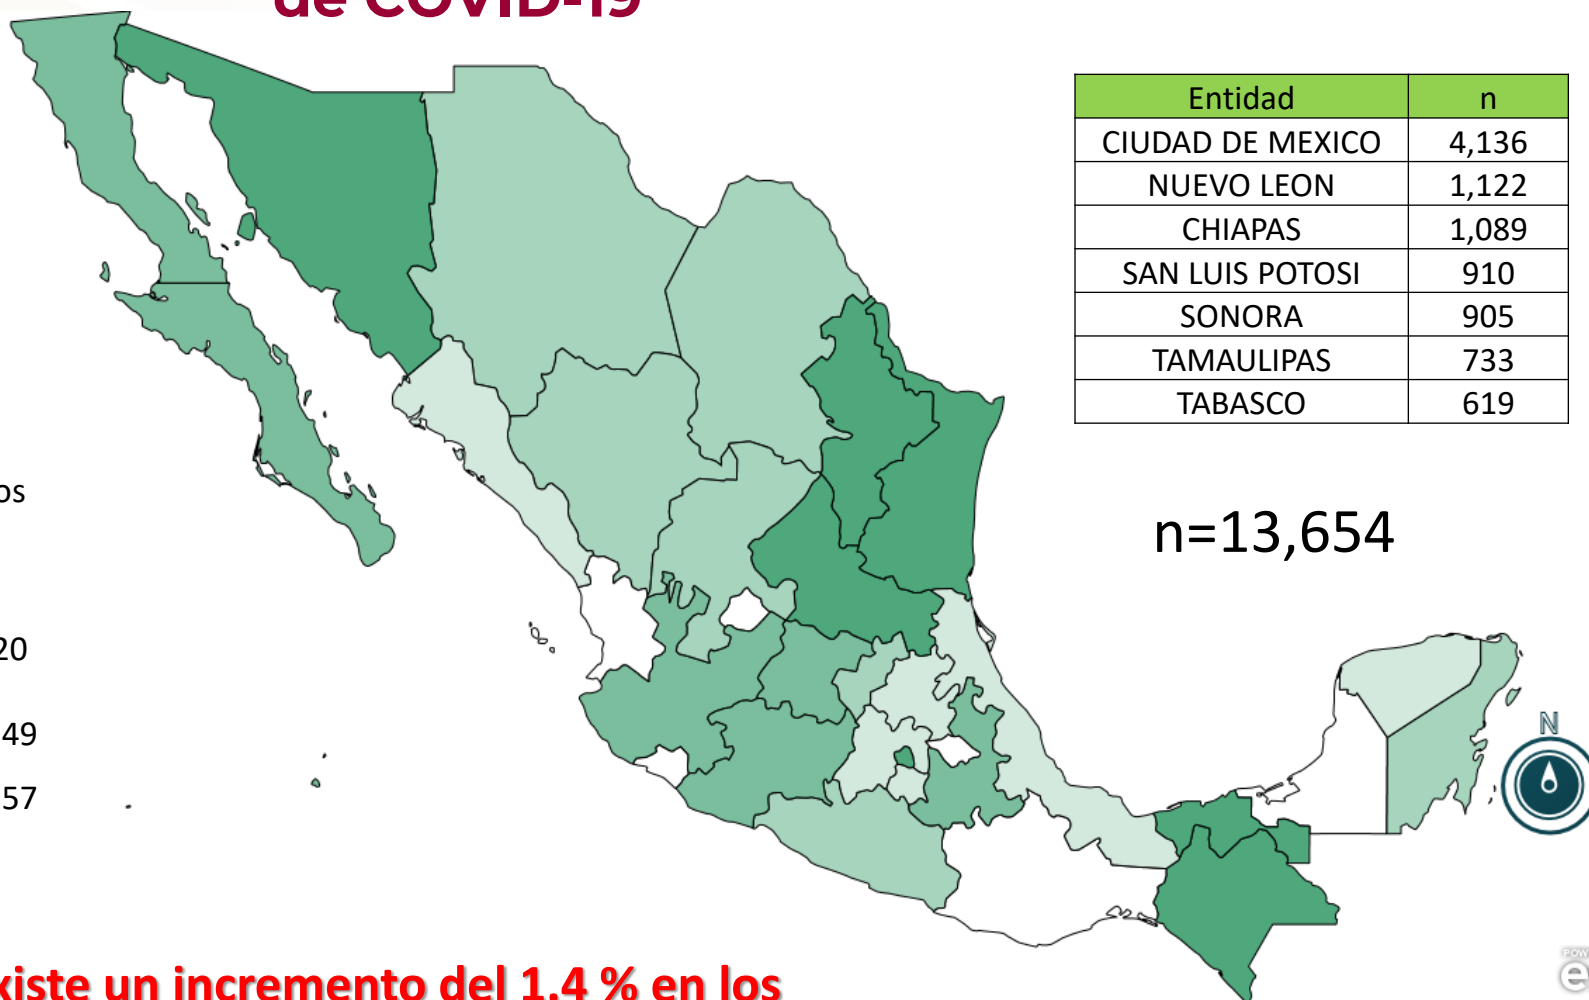 de COVID-19
Entidad n
CIUDAD DE MEXICO 4,136
NUEVO LEON 1,122
CHIAPAS 1,089
SAN LUIS POTOSI 910
SONORA 905
TAMAULIPAS 733
TABASCO 619
os
n=13,654
20
N
49
57
xiste un incremento del 1.4 % en los